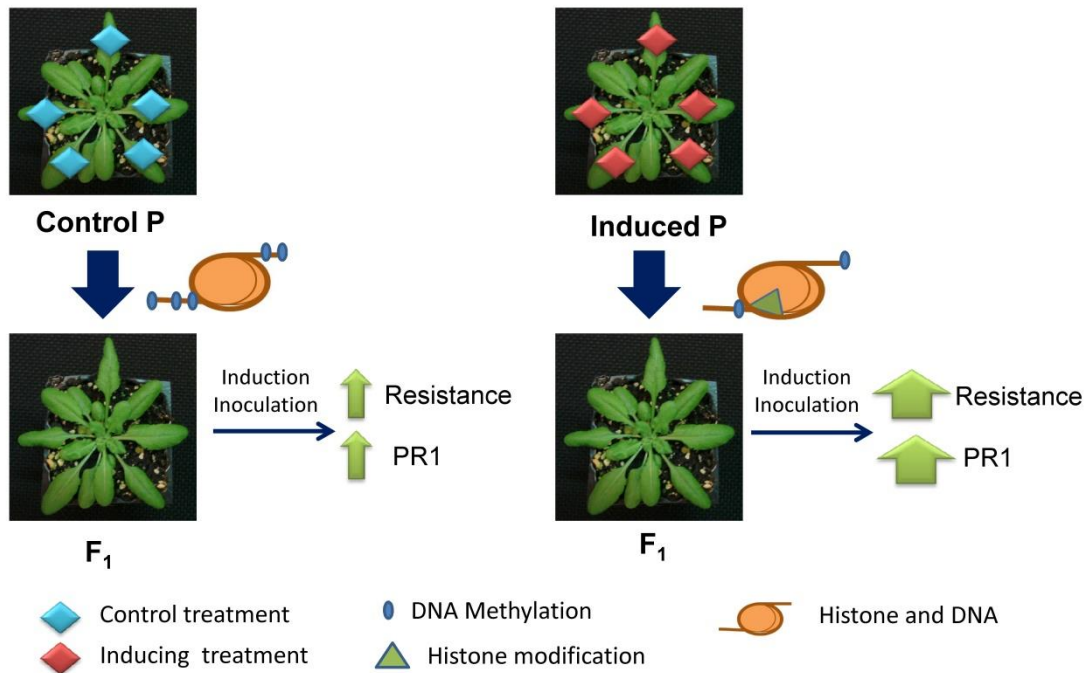 Control P
Induced P
Induction
Inoculation
Resistance
PR1
F₁
Induction
Inoculation
Resistance
PR1
F₁
Control treatment
DNA Methylation
Histone and DNA
Inducing treatment
Histone modification